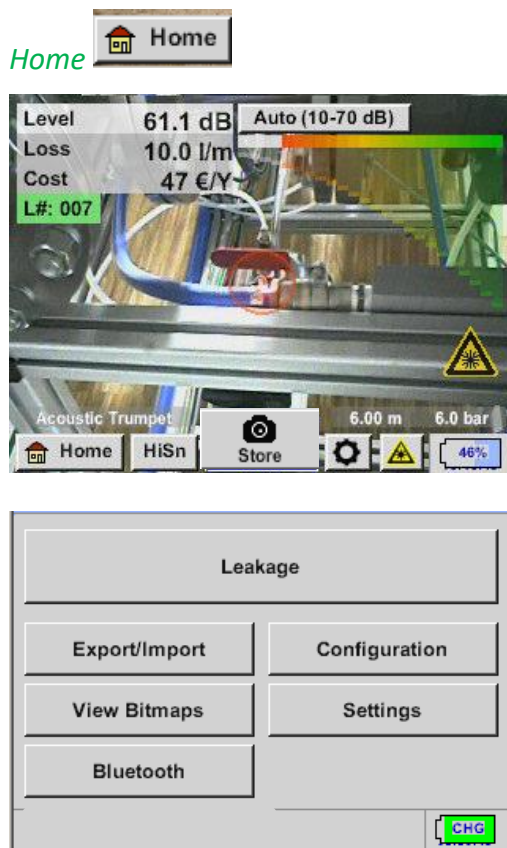 Home Home
Level 61.1 dB Auto (10-70 dB)
Loss 10.0 l/m
Cost 47 €/Y
L#: 007
Acoustic Trumpet 6.00 m 6.0 bar
Home HiSn Store 46%
Leakage
Export/Import Configuration
View Bitmaps Settings
Bluetooth
CHG